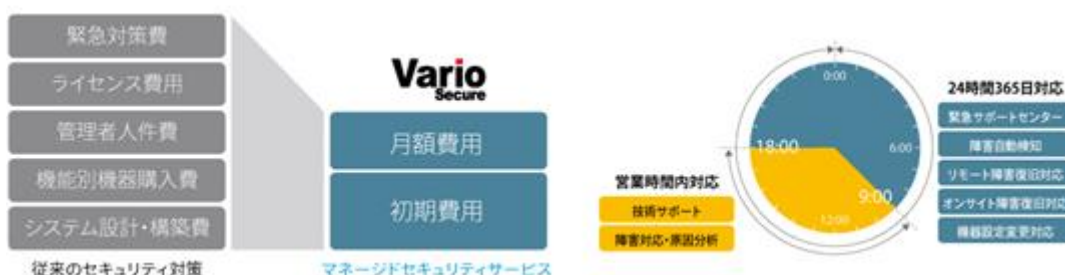 緊急対策費
ライセンス費用
管理者人件費
機能別機器購入費
システム設計・構築費
従来のセキュリティ対策
Vario
Secure
月額費用
初期費用
マネージドセキュリティサービス
営業時間内対応
技術サポート
障害対応・原因分析
0:00
6:00
9:00
12:00
18:00
24時間365日対応
緊急サポートセンター
障害自動検知
リモート障害復旧対応
オンサイト障害復旧対応
機器設定変更対応